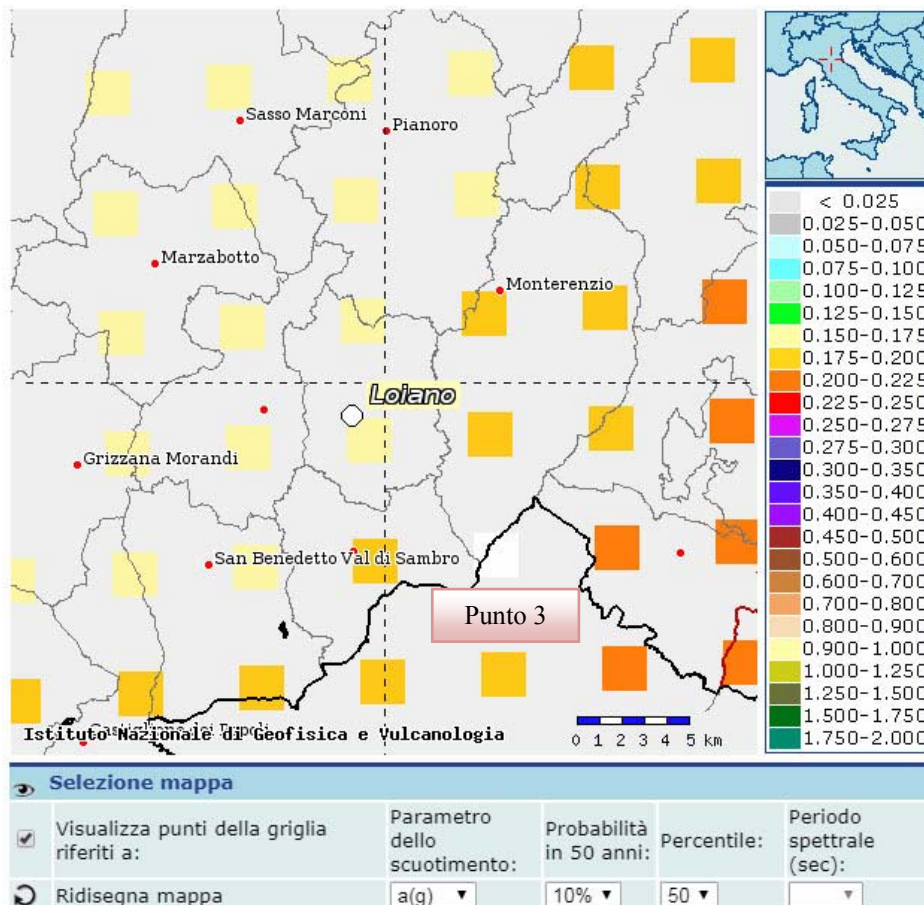 Sasso Marconi
Pianoro
Marzabotto
Monterenzio
Loiano
Grizzana Morandi
San Benedetto Val di Sambro
Punto 3
Istituto Nazionale di Geofisica e Vulcanologia
0 1 2 3 4 5 km
< 0.025
0.025-0.050
0.050-0.075
0.075-0.100
0.100-0.125
0.125-0.150
0.150-0.175
0.175-0.200
0.200-0.225
0.225-0.250
0.250-0.275
0.275-0.300
0.300-0.350
0.350-0.400
0.400-0.450
0.450-0.500
0.500-0.600
0.600-0.700
0.700-0.800
0.800-0.900
0.900-1.000
1.000-1.250
1.250-1.500
1.500-1.750
1.750-2.000
Selezione mappa
Visualizza punti della griglia
riferiti a:
Parametro
dello
scuotimento:
Probabilità
in 50 anni:
Percentile:
Periodo
spettrale
(sec):
Ridisegna mappa
a(g)
10%
50